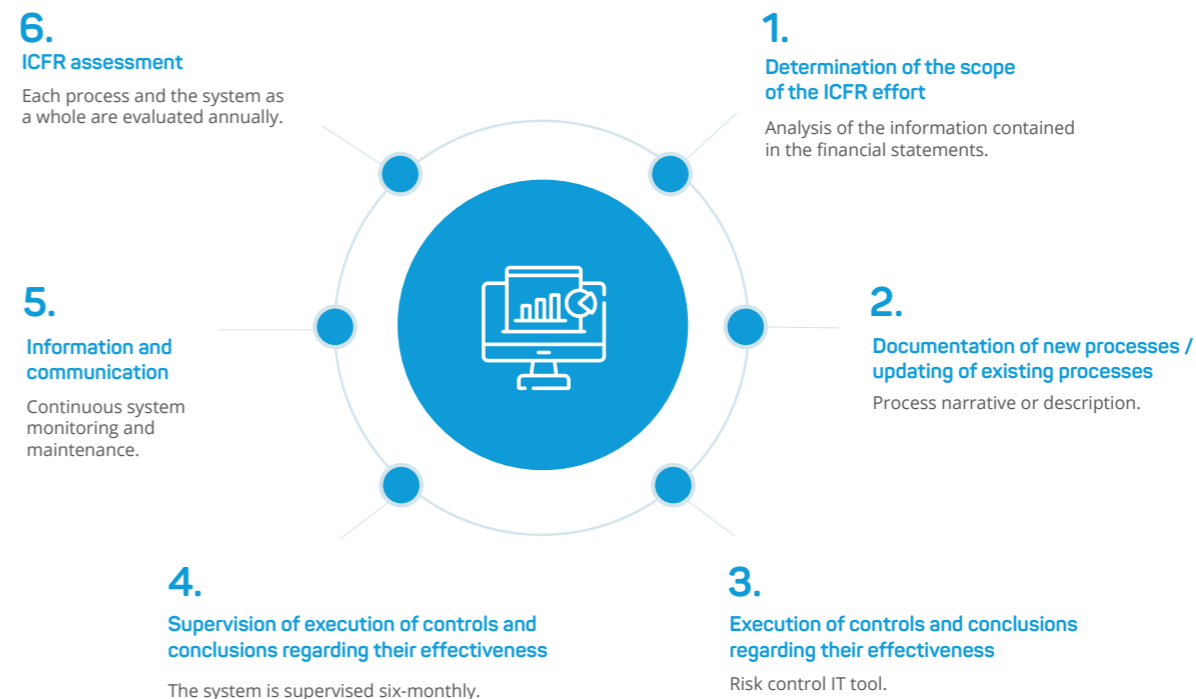 1.
Determination of the scope
of the ICFR effort
Analysis of the information contained
in the financial statements.
2.
Documentation of new processes /
updating of existing processes
Process narrative or description.
3.
Execution of controls and conclusions
regarding their effectiveness
Risk control IT tool.
4.
Supervision of execution of controls and
conclusions regarding their effectiveness
The system is supervised six-monthly.
5.
Information and
communication
Continuous system
monitoring and
maintenance.
6.
ICFR assessment
Each process and the system as
a whole are evaluated annually.